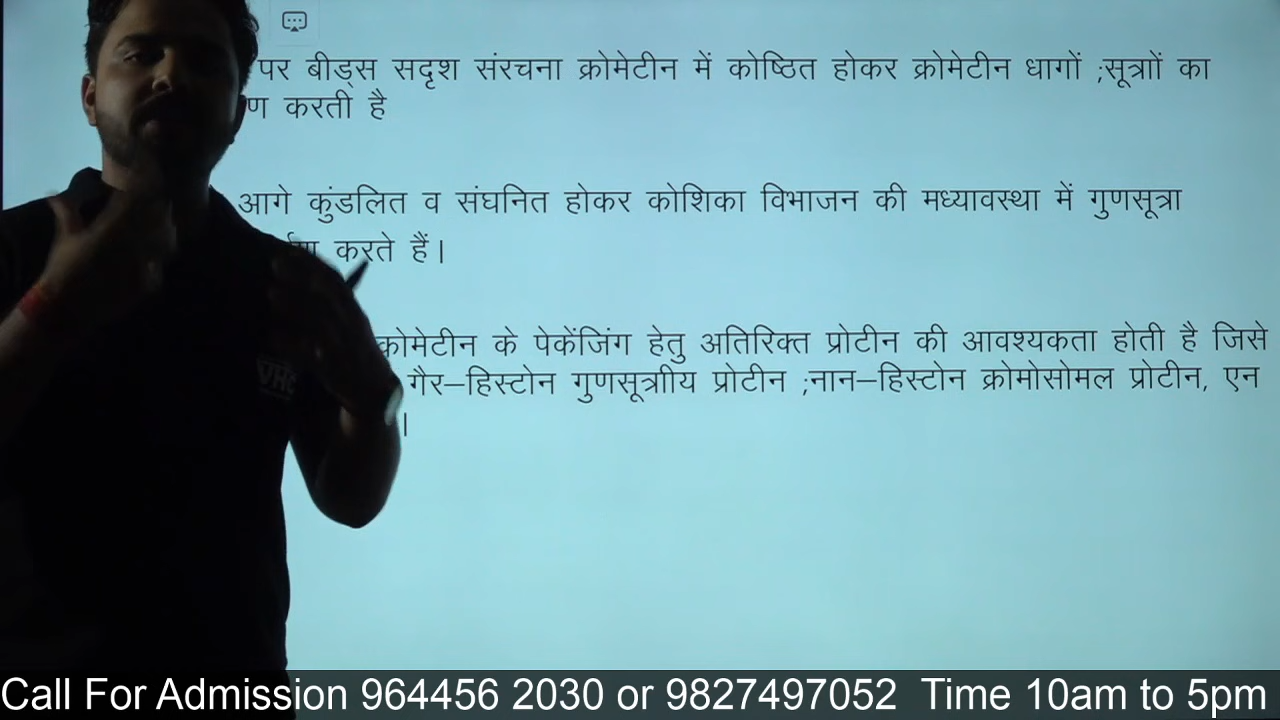 पर बीड्स सदृश संरचना क्रोमेटीन में कोष्ठित होकर क्रोमेटीन धागों ;सूत्राों का
ण करती है
आगे कुंडलित व संघनित होकर कोशिका विभाजन की मध्यावस्था में गुणसूत्रा
करते हैं।
क्रोमेटीन के पेकेंजिंग हेतु अतिरिक्त प्रोटीन की आवश्यकता होती है जिसे
गैर–हिस्टोन गुणसूत्राीय प्रोटीन ;नान–हिस्टोन क्रोमोसोमल प्रोटीन, एन
।
Call For Admission 964456 2030 or 9827497052 Time 10am to 5pm